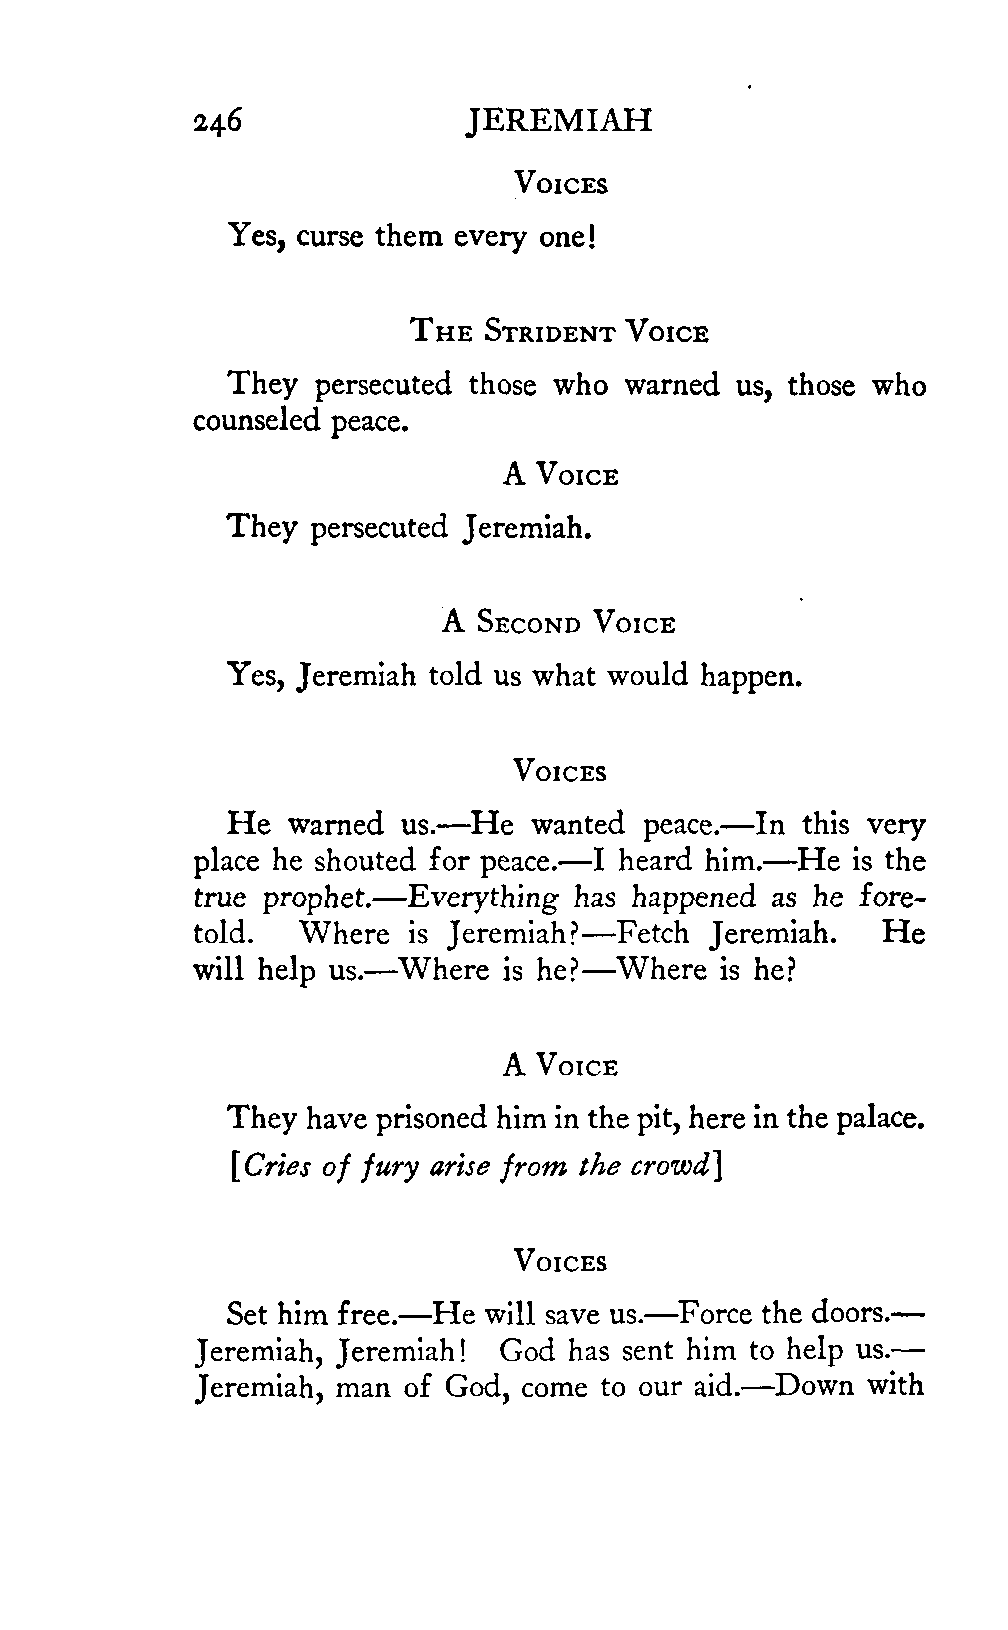 246 JEREMIAH
Voices
Yes, curse them every one!
The Strident Voice
They persecuted those who warned us, those who
counseled peace.
A Voice
They persecuted Jeremiah.
A Second Voice
Yes, Jeremiah told us what would happen.
Voices
He warned us.—He wanted peace.—In this very
place he shouted for peace.—I heard him.—He is the
true prophet.—Everything has happened as he fore-
told. Where is Jeremiah?—Fetch Jeremiah. He
will help us.—Where is he?—Where is he?
A Voice
They have prisoned him in the pit, here in the palace.
[Cries of fury arise from the crowd]
Voices
Set him free.—He will save us.—Force the doors.—
Jeremiah, Jeremiah! God has sent him to help us.—
Jeremiah, man of God, come to our aid.—Down with